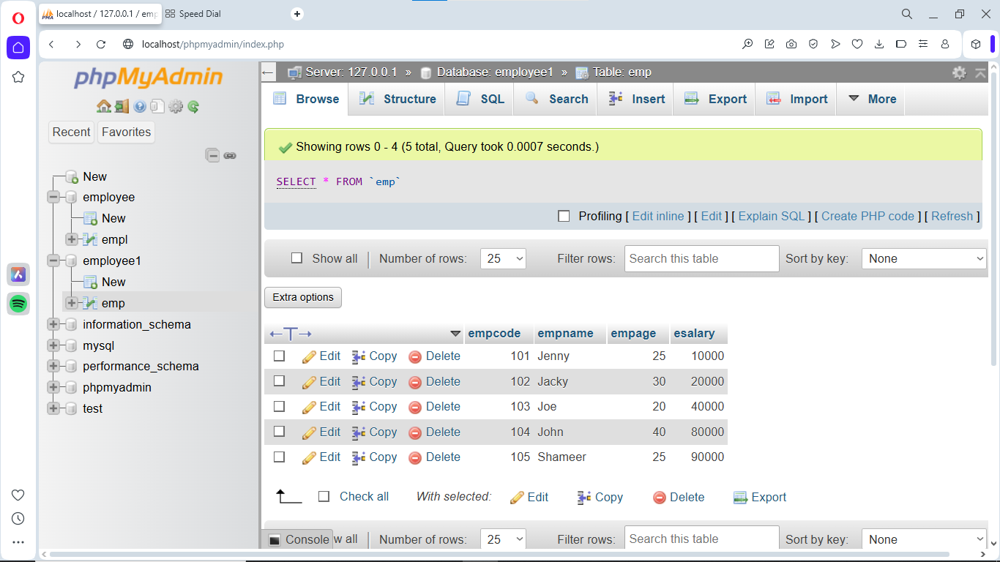 localhost / 127.0.0.1 / emp
Speed Dial
localhost/phpmyadmin/index.php
phpMyAdmin
Recent Favorites
New
employee
New
empl
employee1
New
emp
information_schema
mysql
performance_schema
phpmyadmin
test
Server: 127.0.0.1 » Database: employee1 » Table: emp
Browse Structure SQL Search Insert Export Import More
Showing rows 0 - 4 (5 total, Query took 0.0007 seconds.)
SELECT * FROM `emp`
Profiling [ Edit inline ] [ Edit ] [ Explain SQL ] [ Create PHP code ] [ Refresh ]
Show all Number of rows: 25 Filter rows: Search this table Sort by key: None
Extra options
←T→ empcode empname empage esalary
Edit Copy Delete 101 Jenny 25 10000
Edit Copy Delete 102 Jacky 30 20000
Edit Copy Delete 103 Joe 20 40000
Edit Copy Delete 104 John 40 80000
Edit Copy Delete 105 Shameer 25 90000
Check all With selected: Edit Copy Delete Export
Console w all Number of rows: 25 Filter rows: Search this table Sort by key: None